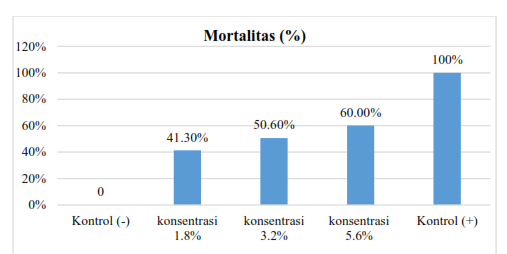 Mortalitas (%)
120%
100%
80%
60%
40%
20%
0%
0
41.30%
50.60%
60.00%
100%
Kontrol (-)
konsentrasi
1.8%
konsentrasi
3.2%
konsentrasi
5.6%
Kontrol (+)